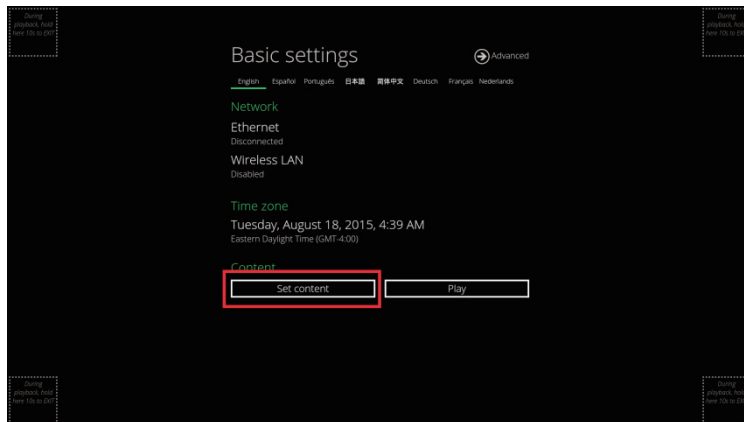 During
playback, hold
here 10s to EXIT
During
playback, hold
here 10s to EXIT
Basic settings
Advanced
English Español Português 日本語 简体中文 Deutsch Français Nederlands
Network
Ethernet
Disconnected
Wireless LAN
Disabled
Time zone
Tuesday, August 18, 2015, 4:39 AM
Eastern Daylight Time (GMT-4:00)
Content
Set content
Play
During
playback, hold
here 10s to EXIT
During
playback, hold
here 10s to EXIT